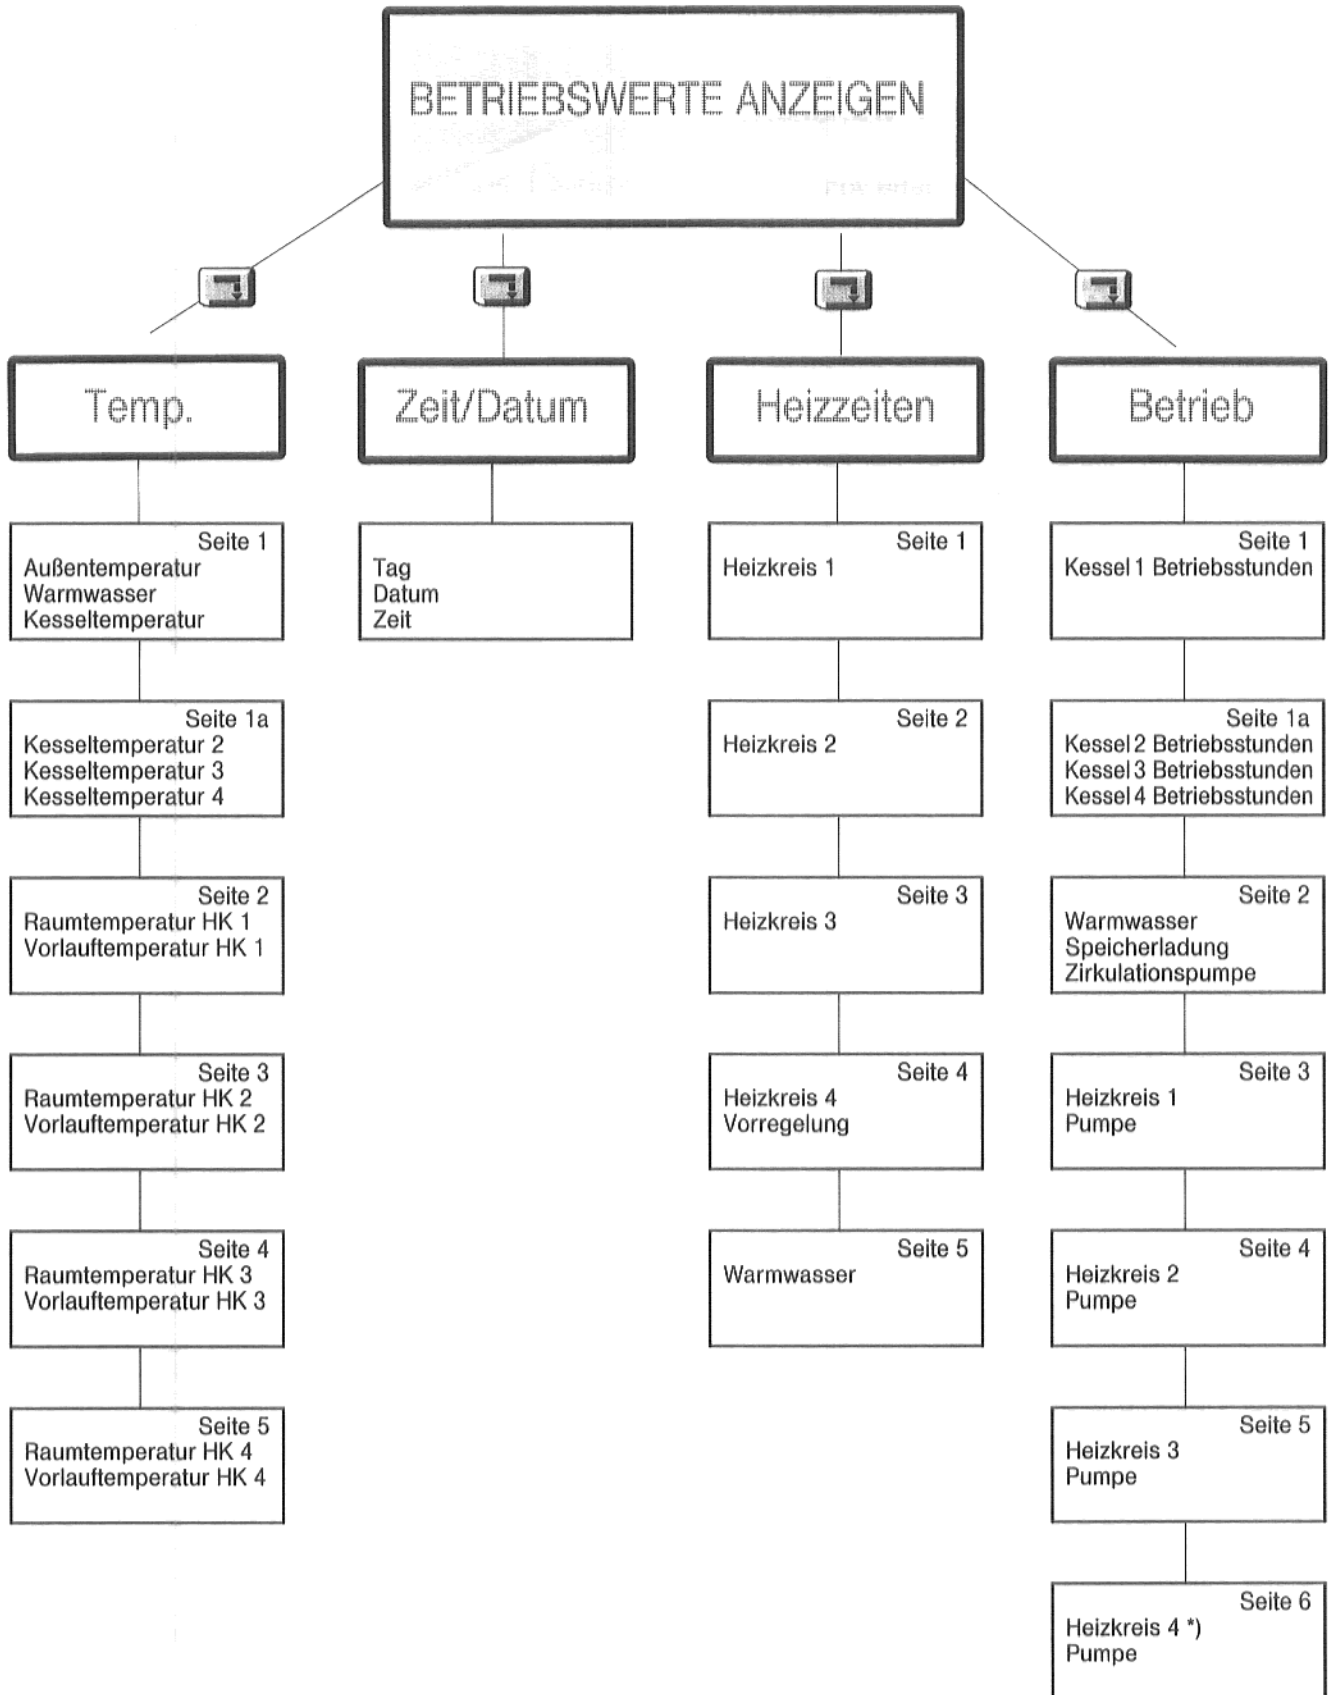 BETRIEBSWERTE ANZEIGEN
Temp.
Seite 1
Außentemperatur
Warmwasser
Kesseltemperatur
Seite 1a
Kesseltemperatur 2
Kesseltemperatur 3
Kesseltemperatur 4
Seite 2
Raumtemperatur HK 1
Vorlauftemperatur HK 1
Seite 3
Raumtemperatur HK 2
Vorlauftemperatur HK 2
Seite 4
Raumtemperatur HK 3
Vorlauftemperatur HK 3
Seite 5
Raumtemperatur HK 4
Vorlauftemperatur HK 4
Zeit/Datum
Tag
Datum
Zeit
Heizzeiten
Seite 1
Heizkreis 1
Seite 2
Heizkreis 2
Seite 3
Heizkreis 3
Seite 4
Heizkreis 4
Vorregelung
Seite 5
Warmwasser
Betrieb
Seite 1
Kessel 1 Betriebsstunden
Seite 1a
Kessel 2 Betriebsstunden
Kessel 3 Betriebsstunden
Kessel 4 Betriebsstunden
Seite 2
Warmwasser
Speicherladung
Zirkulationspumpe
Seite 3
Heizkreis 1
Pumpe
Seite 4
Heizkreis 2
Pumpe
Seite 5
Heizkreis 3
Pumpe
Seite 6
Heizkreis 4 *)
Pumpe